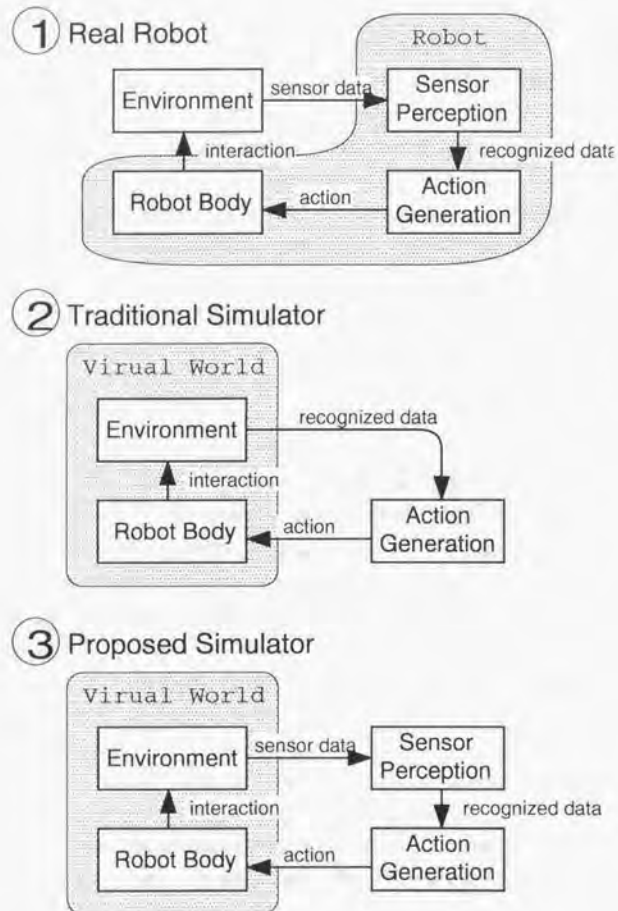 1 Real Robot
Robot
Environment
sensor data
Sensor
Perception
interaction
recognized data
Robot Body
action
Action
Generation
2 Traditional Simulator
Virual World
Environment
recognized data
interaction
Robot Body
action
Action
Generation
3 Proposed Simulator
Virual World
Environment
sensor data
Sensor
Perception
interaction
recognized data
Robot Body
action
Action
Generation